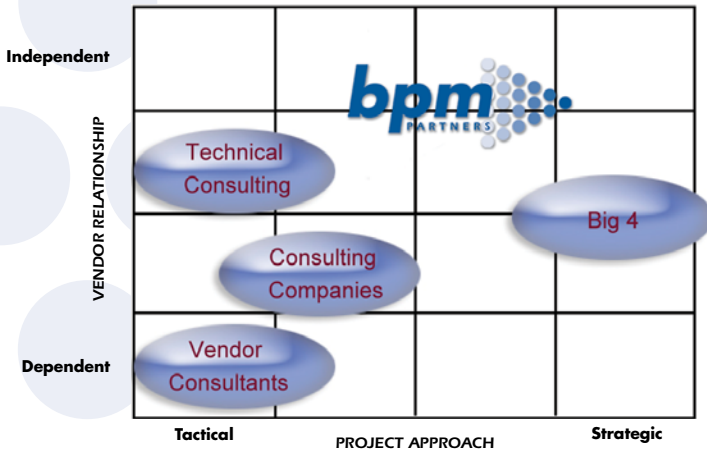 Independent
bpm
PARTNERS
VENDOR RELATIONSHIP
Technical
Consulting
Big 4
Consulting
Companies
Vendor
Consultants
Dependent
Tactical
PROJECT APPROACH
Strategic